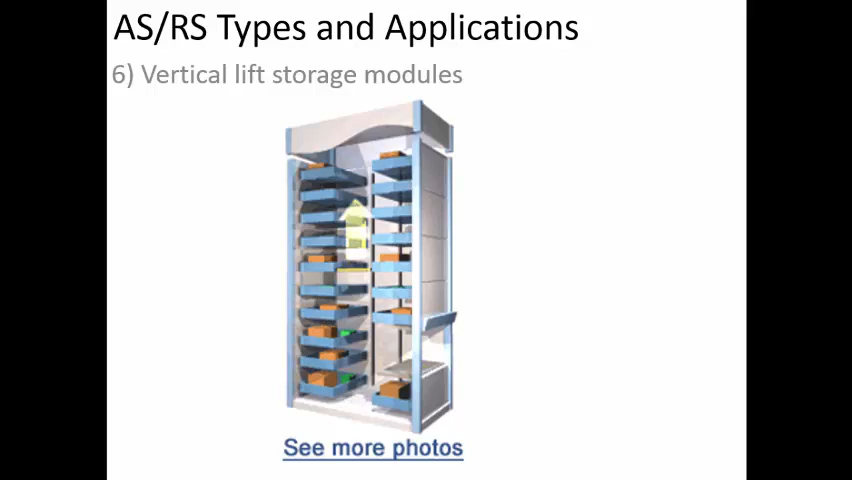 AS/RS Types and Applications
6) Vertical lift storage modules
See more photos